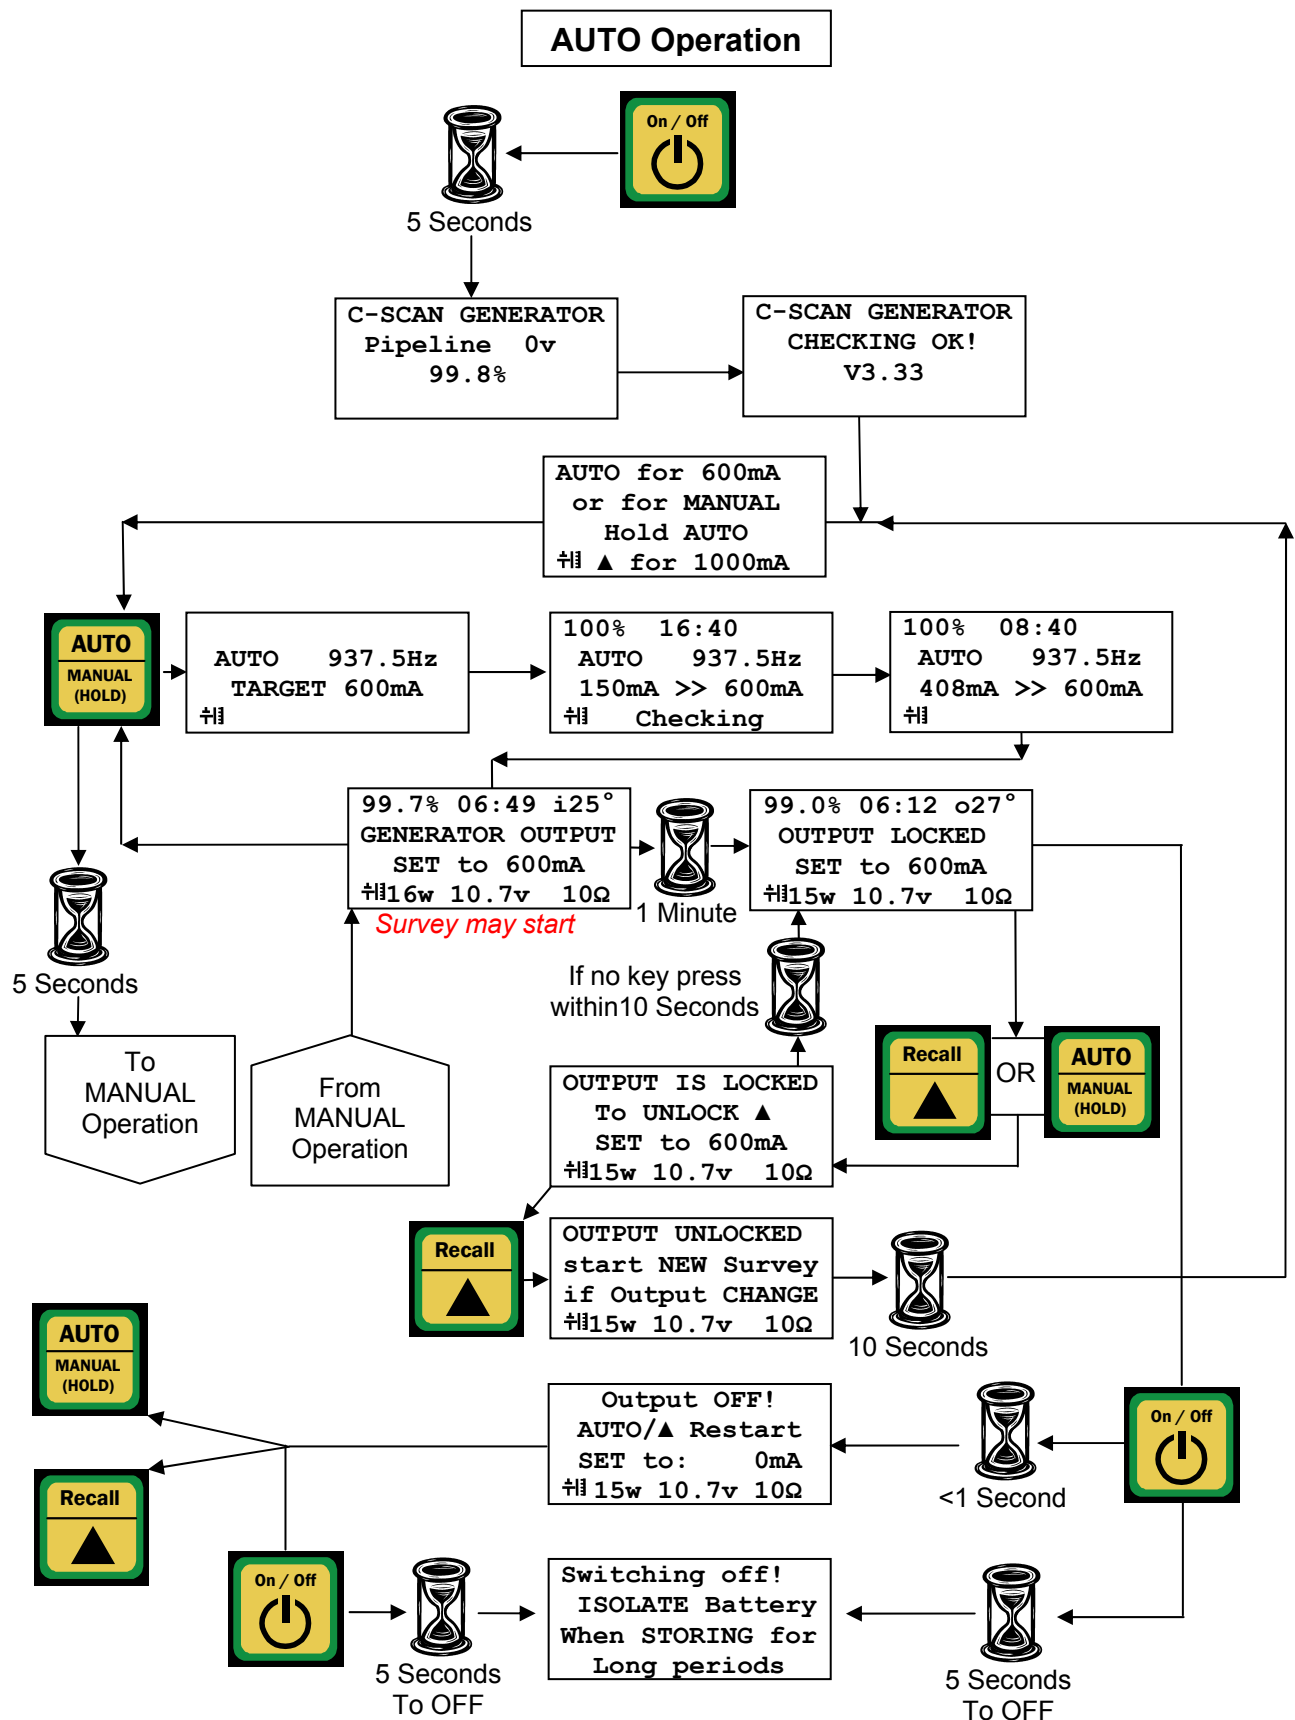 AUTO Operation
On / Off
5 Seconds
C-SCAN GENERATOR
Pipeline 0v
99.8%
C-SCAN GENERATOR
CHECKING OK!
V3.33
AUTO for 600mA
or for MANUAL
Hold AUTO
▲ for 1000mA
AUTO
MANUAL
(HOLD)
AUTO 937.5Hz
TARGET 600mA
100% 16:40
AUTO 937.5Hz
150mA >> 600mA
Checking
100% 08:40
AUTO 937.5Hz
408mA >> 600mA
99.7% 06:49 i25°
GENERATOR OUTPUT
SET to 600mA
16w 10.7v 10Ω
Survey may start
1 Minute
99.0% 06:12 o27°
OUTPUT LOCKED
SET to 600mA
15w 10.7v 10Ω
5 Seconds
If no key press
within10 Seconds
To
MANUAL
Operation
From
MANUAL
Operation
Recall
▲
OR
AUTO
MANUAL
(HOLD)
OUTPUT IS LOCKED
To UNLOCK ▲
SET to 600mA
15w 10.7v 10Ω
Recall
▲
OUTPUT UNLOCKED
start NEW Survey
if Output CHANGE
15w 10.7v 10Ω
10 Seconds
AUTO
MANUAL
(HOLD)
Output OFF!
AUTO/▲ Restart
SET to: 0mA
15w 10.7v 10Ω
<1 Second
On / Off
Recall
▲
On / Off
5 Seconds
To OFF
Switching off!
ISOLATE Battery
When STORING for
Long periods
5 Seconds
To OFF